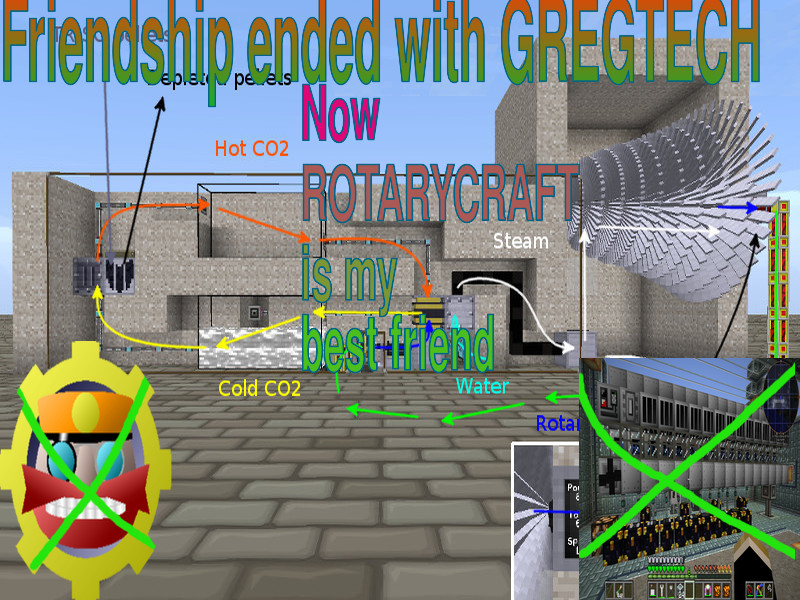 Friendship ended with GREGTECH
Depleted pellets
Now
Hot CO2
ROTARYCRAFT
Steam
is my
best friend
Cold CO2
Water